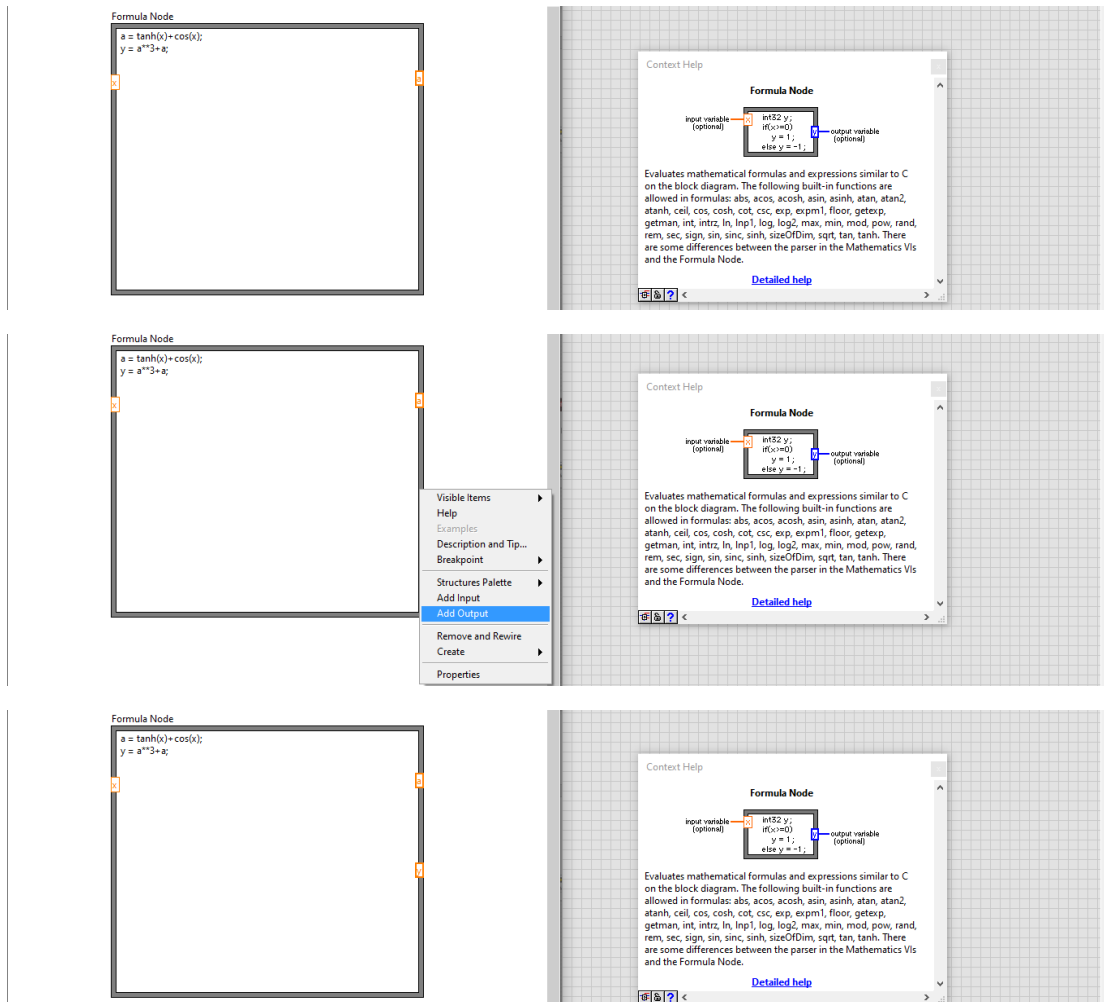 Formula Node
a = tanh(x)+cos(x);
y = a**3+a;
x
a
Context Help
Formula Node
input variable
(optional)
x
int32 y;
if(x>=0)
y = 1;
else y = -1;
y
output variable
(optional)
Evaluates mathematical formulas and expressions similar to C
on the block diagram. The following built-in functions are
allowed in formulas: abs, acos, acosh, asin, asinh, atan, atan2,
atanh, ceil, cos, cosh, cot, csc, exp, expm1, floor, getexp,
getman, int, intrz, ln, lnp1, log, log2, max, min, mod, pow, rand,
rem, sec, sign, sin, sinc, sinh, sizeOfDim, sqrt, tan, tanh. There
are some differences between the parser in the Mathematics VIs
and the Formula Node.
Detailed help
?
Formula Node
a = tanh(x)+cos(x);
y = a**3+a;
x
a
Visible Items
Help
Examples
Description and Tip...
Breakpoint
Structures Palette
Add Input
Add Output
Remove and Rewire
Create
Properties
Context Help
Formula Node
input variable
(optional)
x
int32 y;
if(x>=0)
y = 1;
else y = -1;
y
output variable
(optional)
Evaluates mathematical formulas and expressions similar to C
on the block diagram. The following built-in functions are
allowed in formulas: abs, acos, acosh, asin, asinh, atan, atan2,
atanh, ceil, cos, cosh, cot, csc, exp, expm1, floor, getexp,
getman, int, intrz, ln, lnp1, log, log2, max, min, mod, pow, rand,
rem, sec, sign, sin, sinc, sinh, sizeOfDim, sqrt, tan, tanh. There
are some differences between the parser in the Mathematics VIs
and the Formula Node.
Detailed help
?
Formula Node
a = tanh(x)+cos(x);
y = a**3+a;
x
a
y
Context Help
Formula Node
input variable
(optional)
x
int32 y;
if(x>=0)
y = 1;
else y = -1;
y
output variable
(optional)
Evaluates mathematical formulas and expressions similar to C
on the block diagram. The following built-in functions are
allowed in formulas: abs, acos, acosh, asin, asinh, atan, atan2,
atanh, ceil, cos, cosh, cot, csc, exp, expm1, floor, getexp,
getman, int, intrz, ln, lnp1, log, log2, max, min, mod, pow, rand,
rem, sec, sign, sin, sinc, sinh, sizeOfDim, sqrt, tan, tanh. There
are some differences between the parser in the Mathematics VIs
and the Formula Node.
Detailed help
?